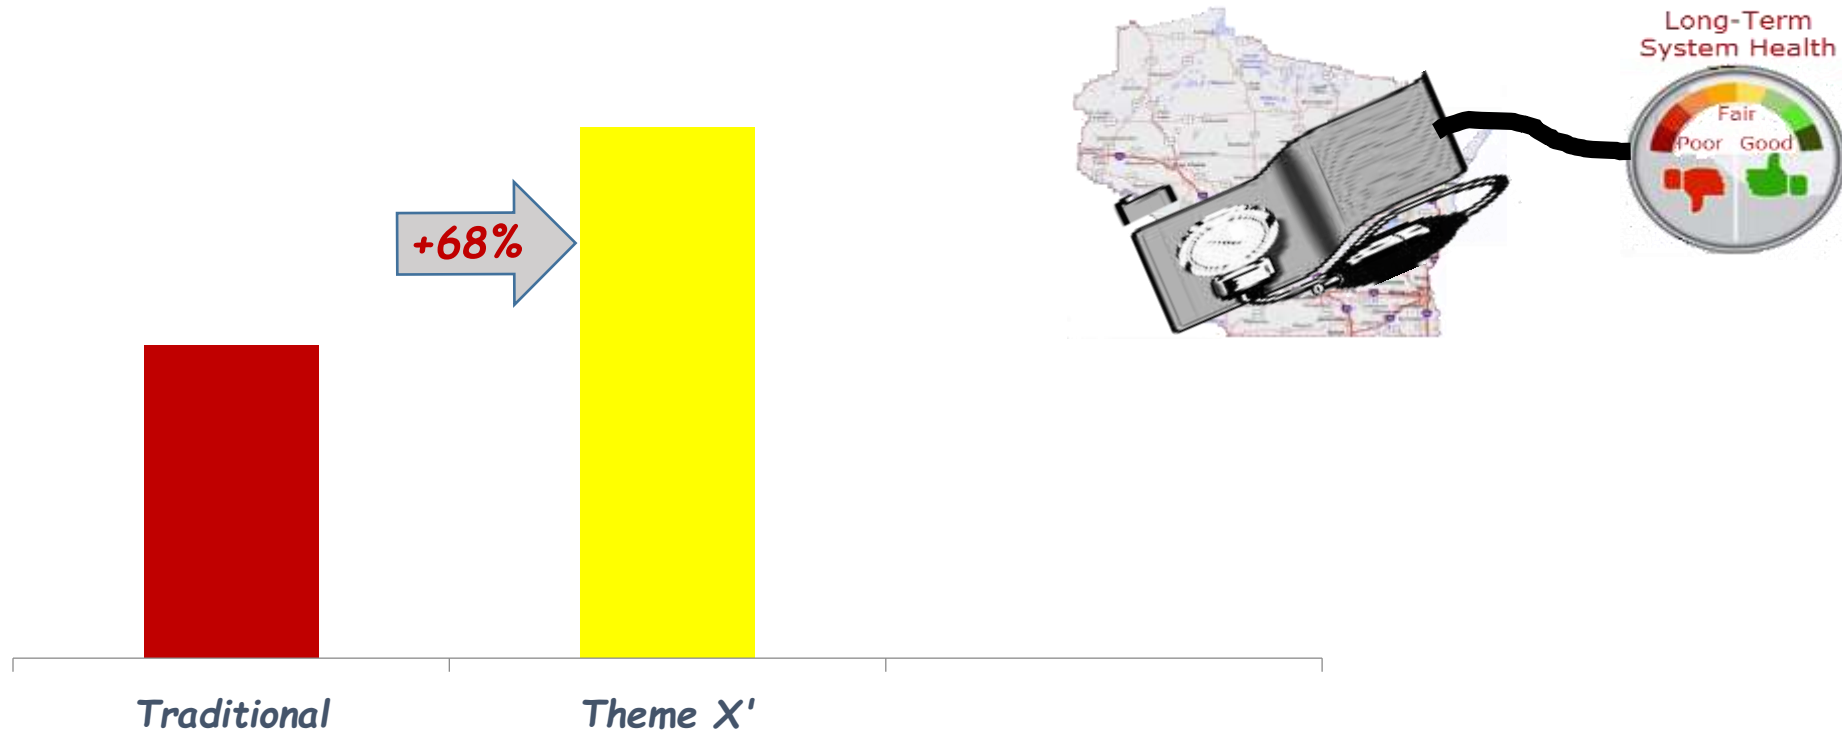 Long-Term
System Health
Fair
Poor Good
+68%
Traditional Theme X'